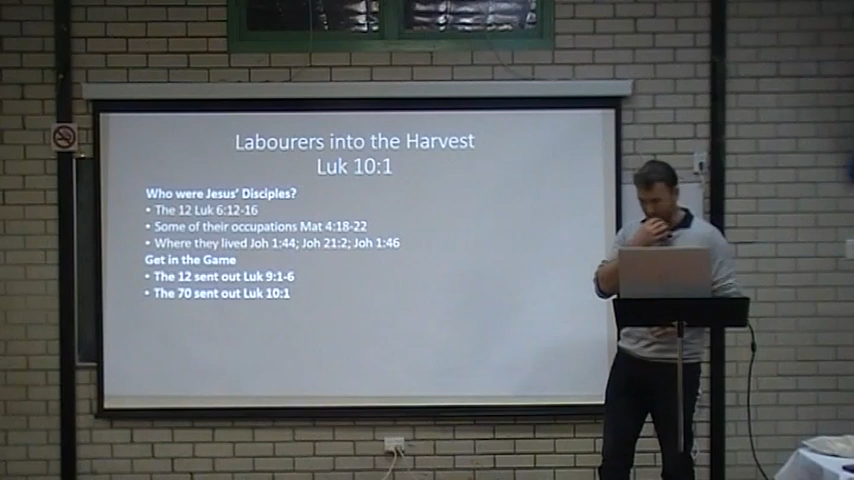 Labourers into the Harvest
Luk 10:1
Who were Jesus' Disciples?
• The 12 Luk 6:12-16
• Some of their occupations Mat 4:18-22
• Where they lived Joh 1:44; Joh 21:2; Joh 1:46
Get in the Game
• The 12 sent out Luk 9:1-6
• The 70 sent out Luk 10:1